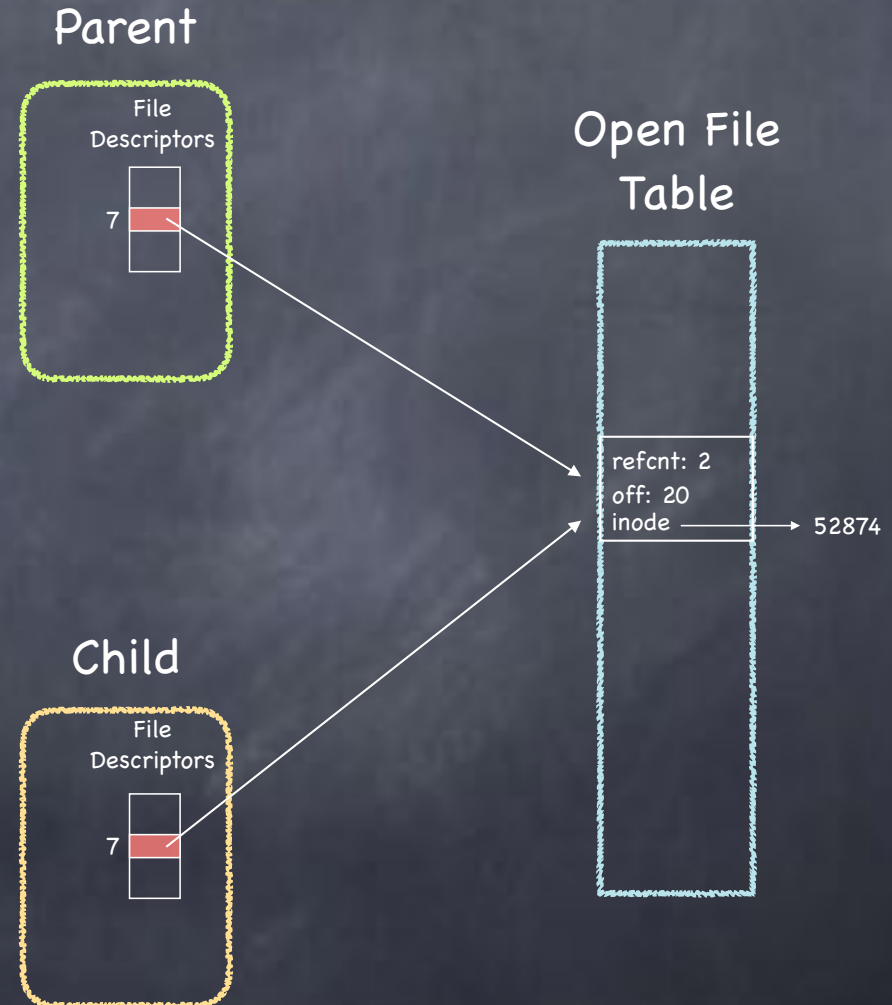 Parent
File
Descriptors
7
Open File
Table
refcnt: 2
off: 20
inode
52874
Child
File
Descriptors
7